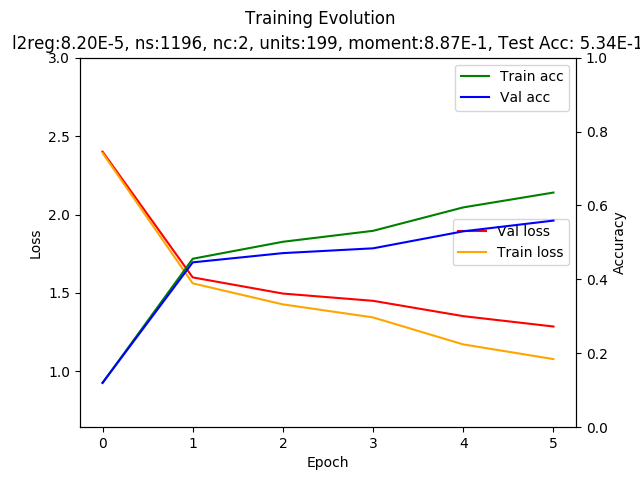 Training Evolution
l2reg:8.20E-5, ns:1196, nc:2, units:199, moment:8.87E-1, Test Acc: 5.34E-1
3.0
2.5
2.0
1.5
1.0
Loss
0
1
2
3
4
5
Epoch
1.0
0.8
0.6
0.4
0.2
0.0
Accuracy
Train acc
Val acc
Val loss
Train loss